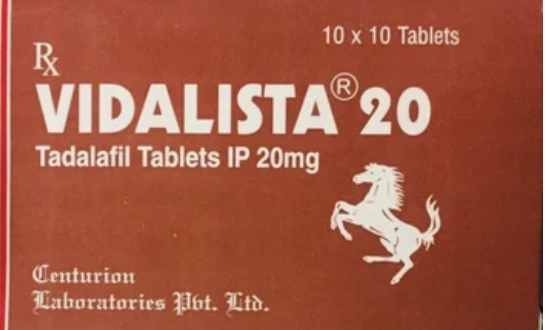 10 x 10 Tablets
Rx
VIDALISTA® 20
Tadalafil Tablets IP 20mg
Centurion
Laboratories Pvt. Ltd.